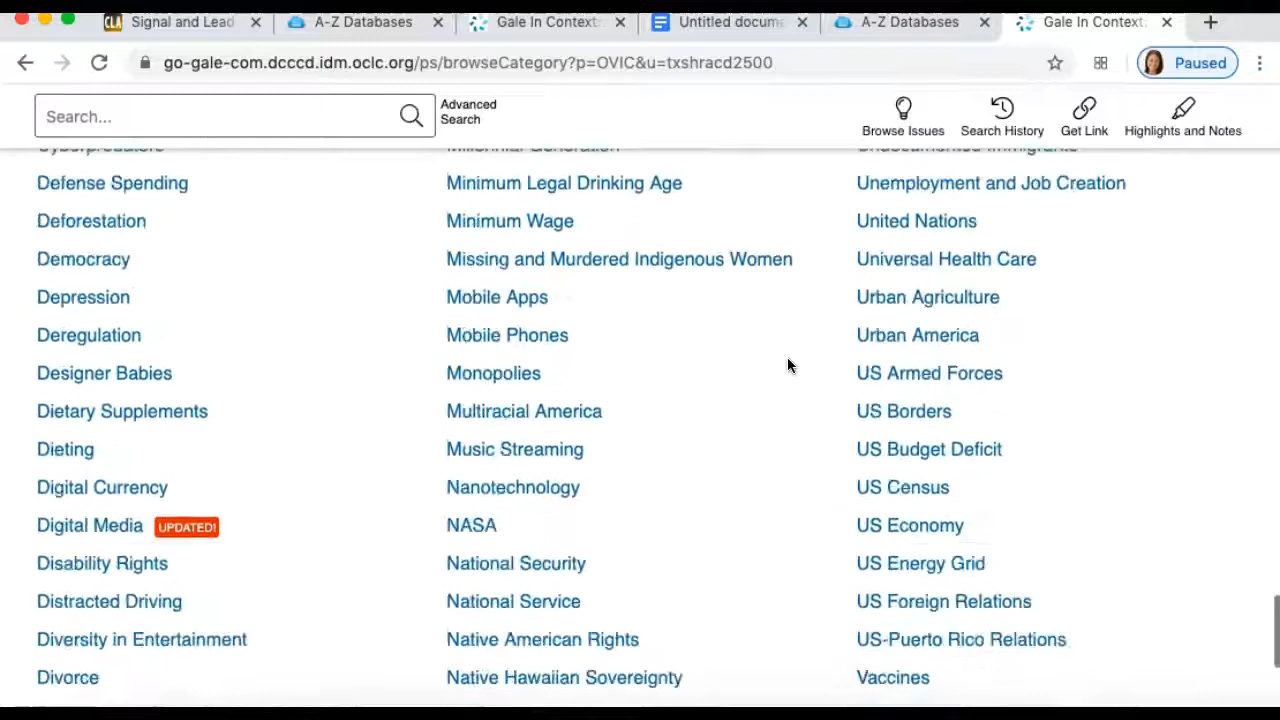 Signal and Lead
A-Z Databases
Gale In Context:
Untitled docum
A-Z Databases
Gale In Context:
go-gale-com.dcccd.idm.oclc.org/ps/browseCategory?p=OVIC&u=txshracd2500
Paused
Search...
Advanced
Search
Browse Issues
Search History
Get Link
Highlights and Notes
Cyberpredators
Millennial Generation
Undocumented Immigrants
Defense Spending
Minimum Legal Drinking Age
Unemployment and Job Creation
Deforestation
Minimum Wage
United Nations
Democracy
Missing and Murdered Indigenous Women
Universal Health Care
Depression
Mobile Apps
Urban Agriculture
Deregulation
Mobile Phones
Urban America
Designer Babies
Monopolies
US Armed Forces
Dietary Supplements
Multiracial America
US Borders
Dieting
Music Streaming
US Budget Deficit
Digital Currency
Nanotechnology
US Census
Digital Media UPDATED!
NASA
US Economy
Disability Rights
National Security
US Energy Grid
Distracted Driving
National Service
US Foreign Relations
Diversity in Entertainment
Native American Rights
US-Puerto Rico Relations
Divorce
Native Hawaiian Sovereignty
Vaccines